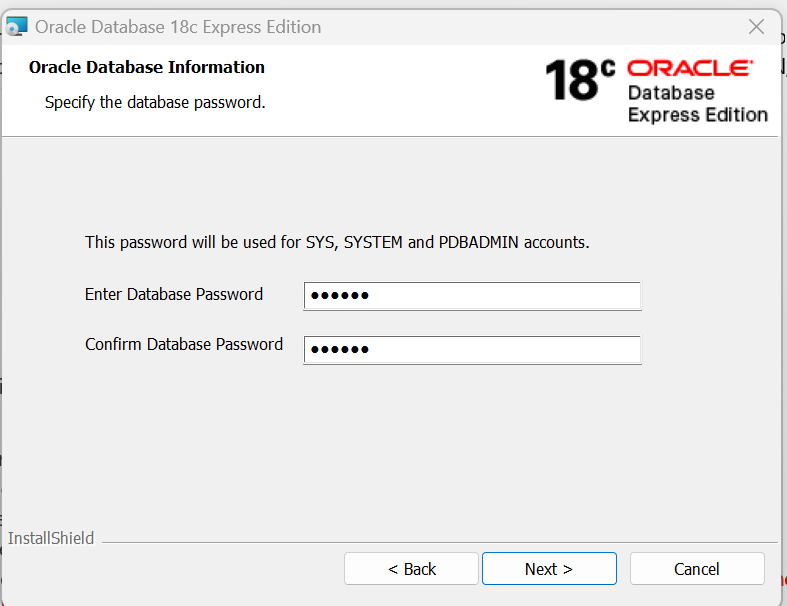 Oracle Database 18c Express Edition
Oracle Database Information
Specify the database password.
18c ORACLE
Database
Express Edition
This password will be used for SYS, SYSTEM and PDBADMIN accounts.
Enter Database Password ●●●●●●
Confirm Database Password ●●●●●●
InstallShield
< Back Next > Cancel